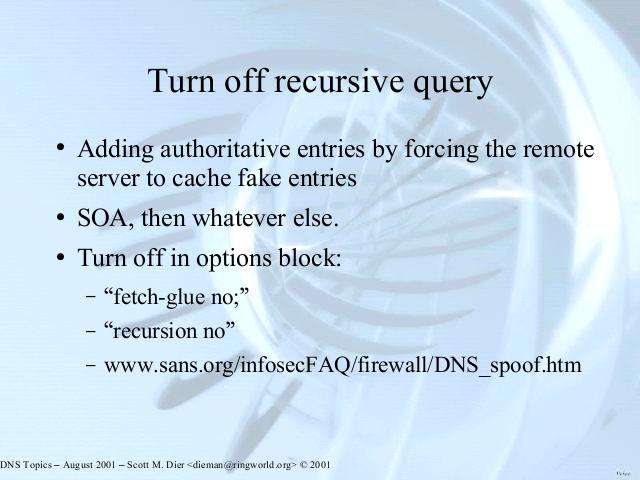 Turn off recursive query
• Adding authoritative entries by forcing the remote
server to cache fake entries
• SOA, then whatever else.
• Turn off in options block:
– “fetch-glue no;”
– “recursion no”
– www.sans.org/infosecFAQ/firewall/DNS_spoof.htm
DNS Topics – August 2001 – Scott M. Dier <dieman@ringworld.org> © 2001